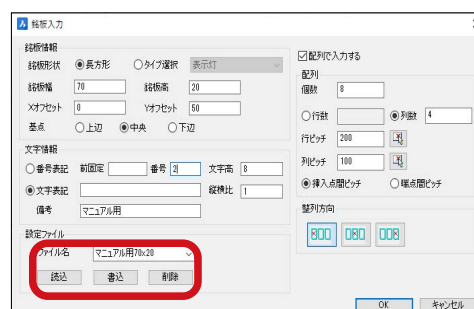 銘板入力
銘板情報
銘板形状 長方形 タイプ選択 表示灯
銘板幅 70 銘板高 20
Xオフセット 0 Yオフセット 50
基点 上辺 中央 下辺
文字情報
番号表記 前固定 番号 2 文字高 8
文字表記 縦横比 1
備考 マニュアル用
設定ファイル
ファイル名 マニュアル用70x20
読込 書込 削除
配列で入力する
配列
個数 8
行数 列数 4
行ピッチ 200
列ピッチ 100
挿入点間ピッチ 端点間ピッチ
整列方向
OK キャンセル